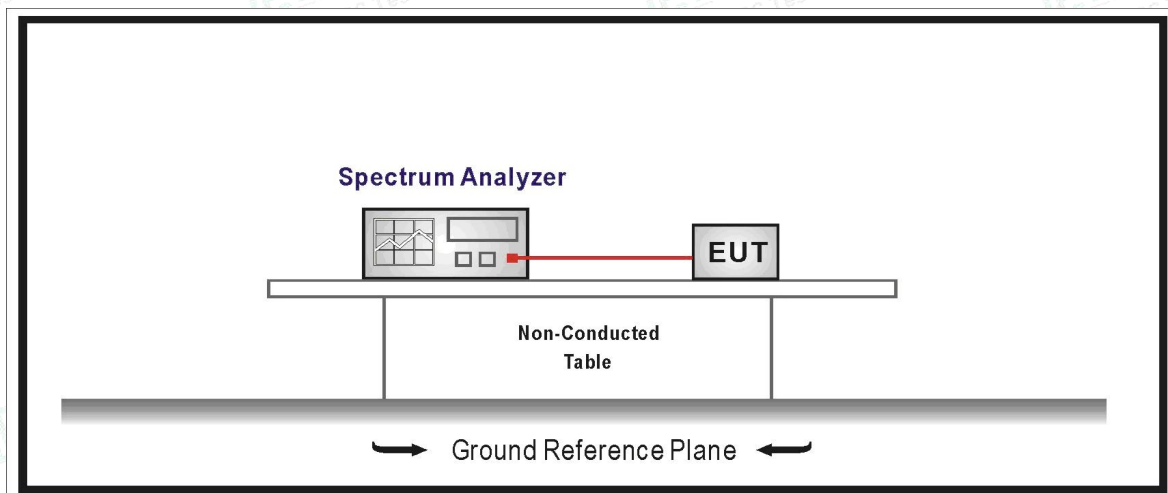 Spectrum Analyzer
EUT
Non-Conducted
Table
Ground Reference Plane